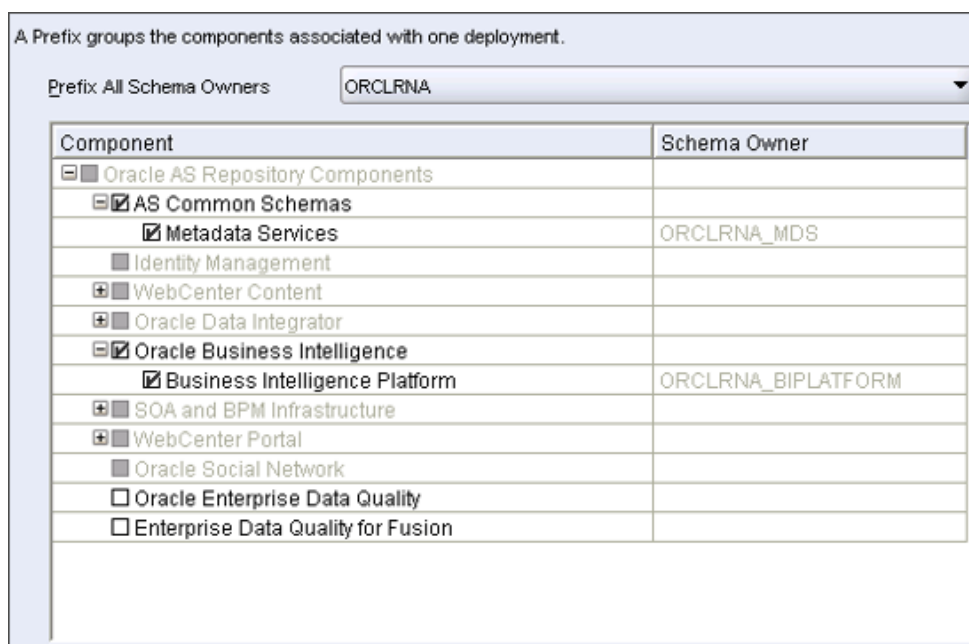 A Prefix groups the components associated with one deployment.
Prefix All Schema Owners ORCLRNA
Component Schema Owner
Oracle AS Repository Components
AS Common Schemas
Metadata Services ORCLRNA_MDS
Identity Management
WebCenter Content
Oracle Data Integrator
Oracle Business Intelligence
Business Intelligence Platform ORCLRNA_BIPLATFORM
SOA and BPM Infrastructure
WebCenter Portal
Oracle Social Network
Oracle Enterprise Data Quality
Enterprise Data Quality for Fusion